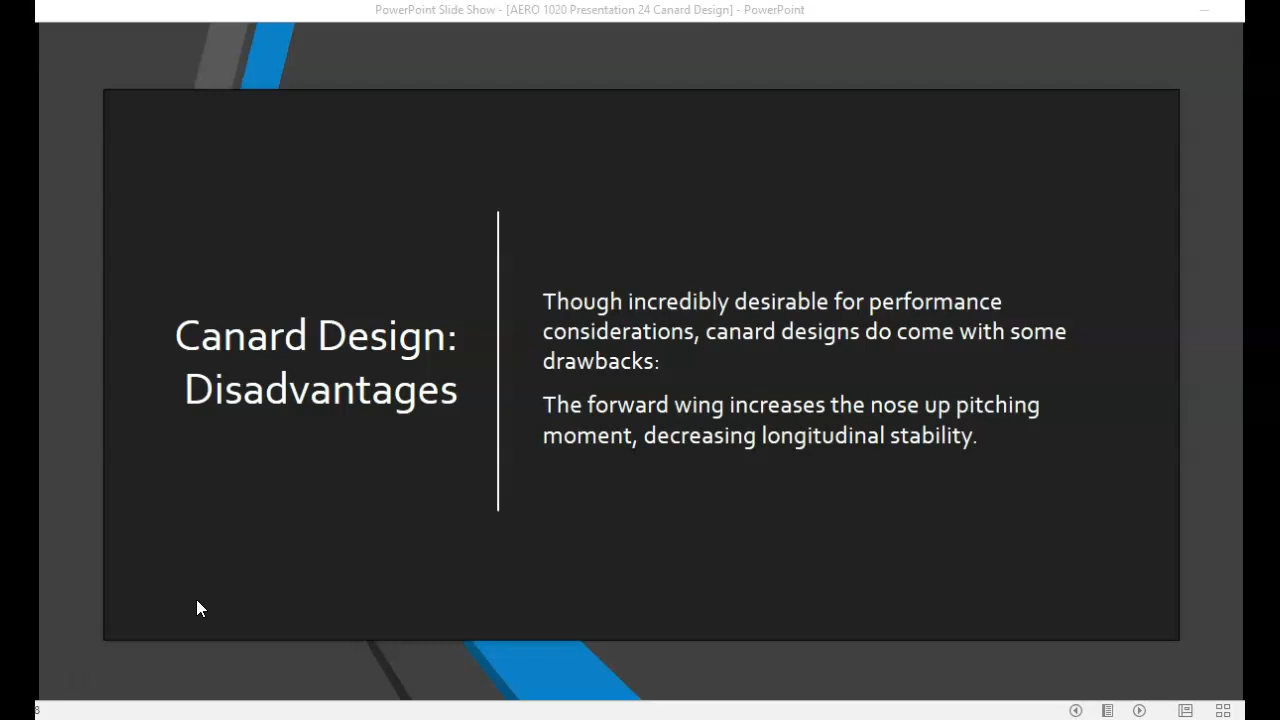 PowerPoint Slide Show - [AERO 1020 Presentation 24 Canard Design] - PowerPoint
Canard Design:
Disadvantages
Though incredibly desirable for performance
considerations, canard designs do come with some
drawbacks:
The forward wing increases the nose up pitching
moment, decreasing longitudinal stability.